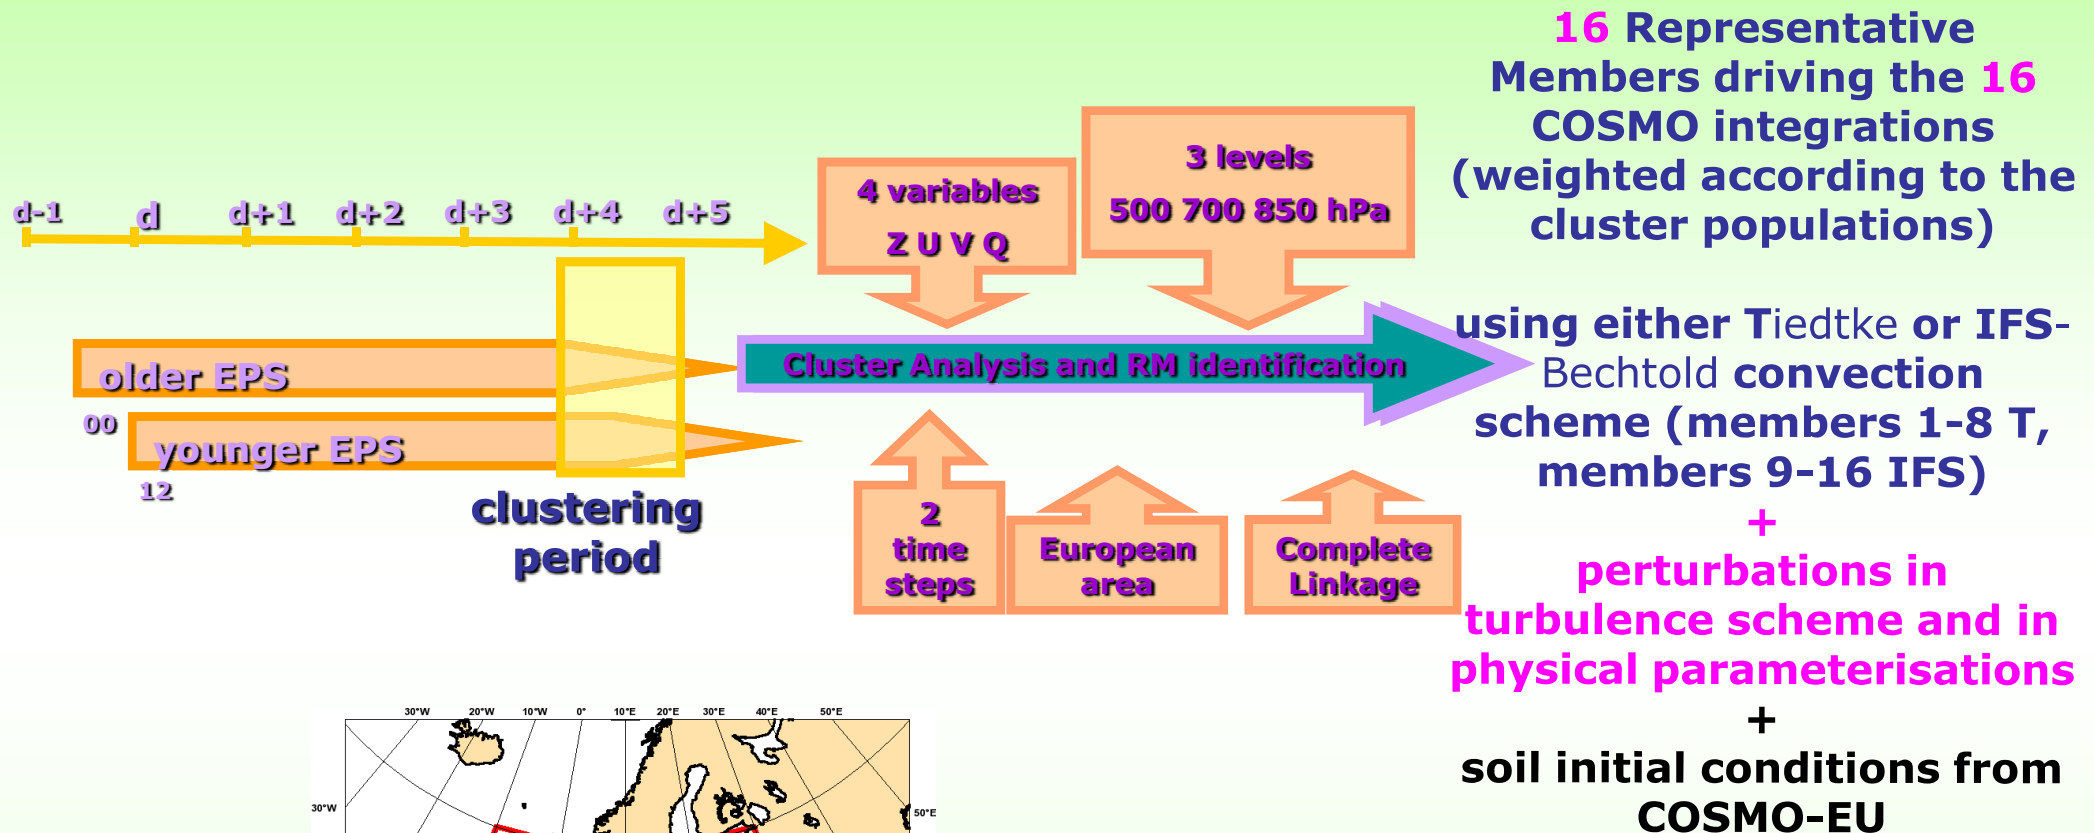 d-1 d d+1 d+2 d+3 d+4 d+5
older EPS
00
younger EPS
12
clustering
period
4 variables
Z U V Q
3 levels
500 700 850 hPa
Cluster Analysis and RM identification
2
time
steps
European
area
Complete
Linkage
16 Representative
Members driving the 16
COSMO integrations
(weighted according to the
cluster populations)
using either Tiedtke or IFS-
Bechtold convection
scheme (members 1-8 T,
members 9-16 IFS)
+
perturbations in
turbulence scheme and in
physical parameterisations
+
soil initial conditions from
COSMO-EU
30°W 20°W 10°W 0° 10°E 20°E 30°E 40°E 50°E
30°W
50°E